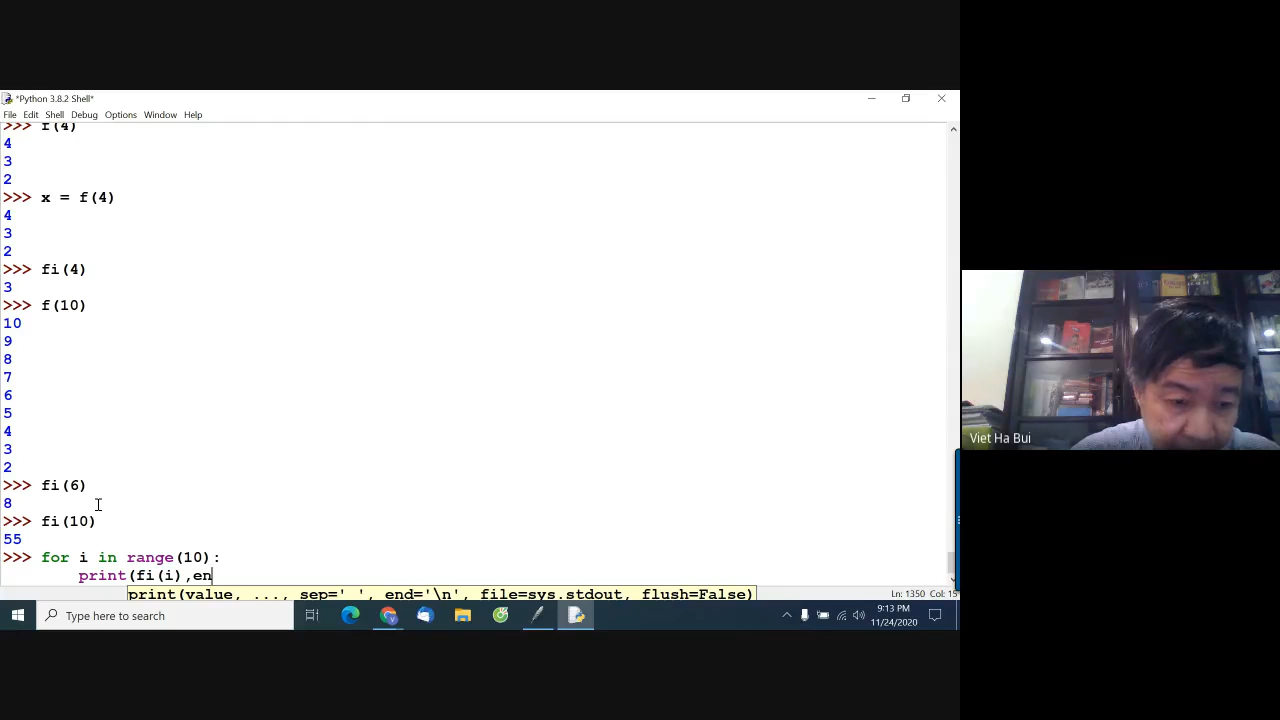 *Python 3.8.2 Shell*
File Edit Shell Debug Options Window Help
>>> f(4)
4
3
2
>>> x = f(4)
4
3
2
>>> fi(4)
3
>>> f(10)
10
9
8
7
6
5
4
3
2
>>> fi(6)
8
>>> fi(10)
55
>>> for i in range(10):
print(fi(i),en
print(value, ..., sep=' ', end='\n', file=sys.stdout, flush=False)
Ln: 1350 Col: 15
Type here to search
9:13 PM
11/24/2020
Viet Ha Bui